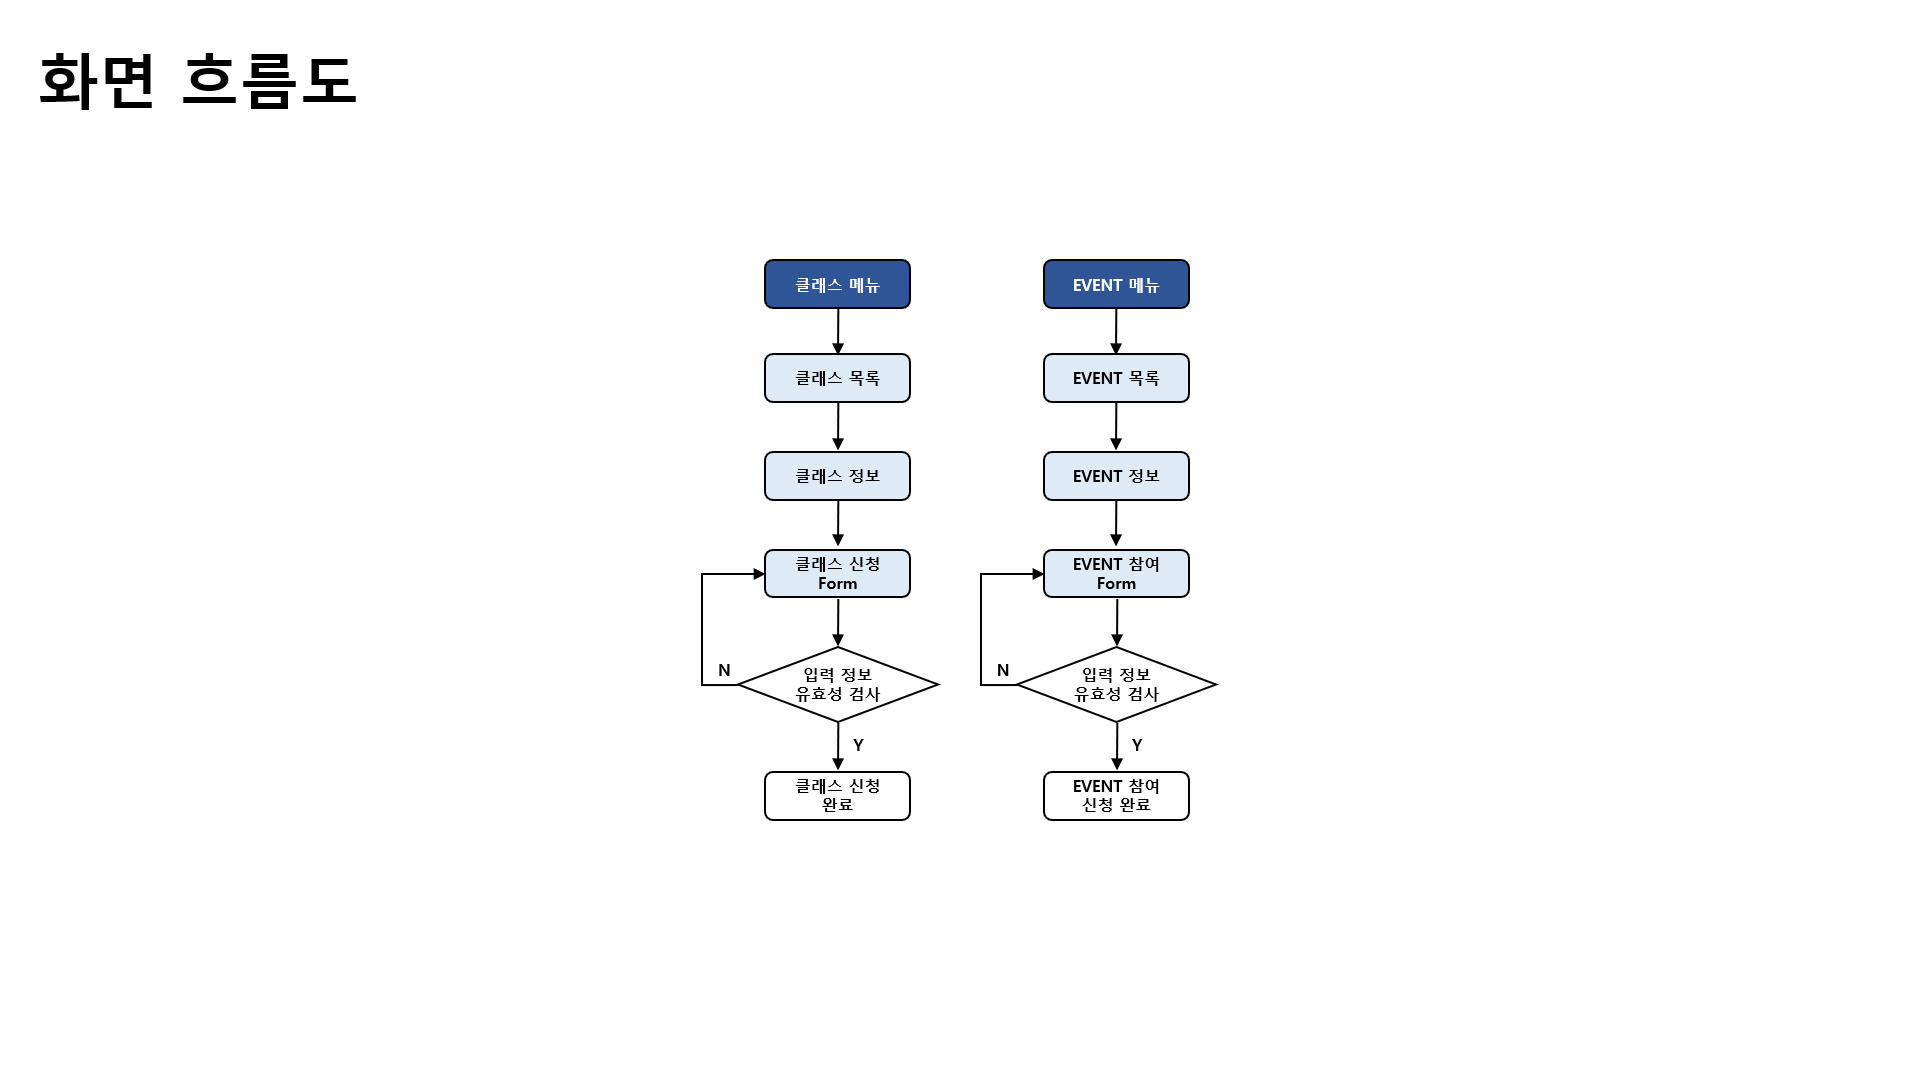 화면 흐름도
클래스 메뉴
클래스 목록
클래스 정보
클래스 신청
Form
N
입력 정보
유효성 검사
Y
클래스 신청
완료
EVENT 메뉴
EVENT 목록
EVENT 정보
EVENT 참여
Form
N
입력 정보
유효성 검사
Y
EVENT 참여
신청 완료